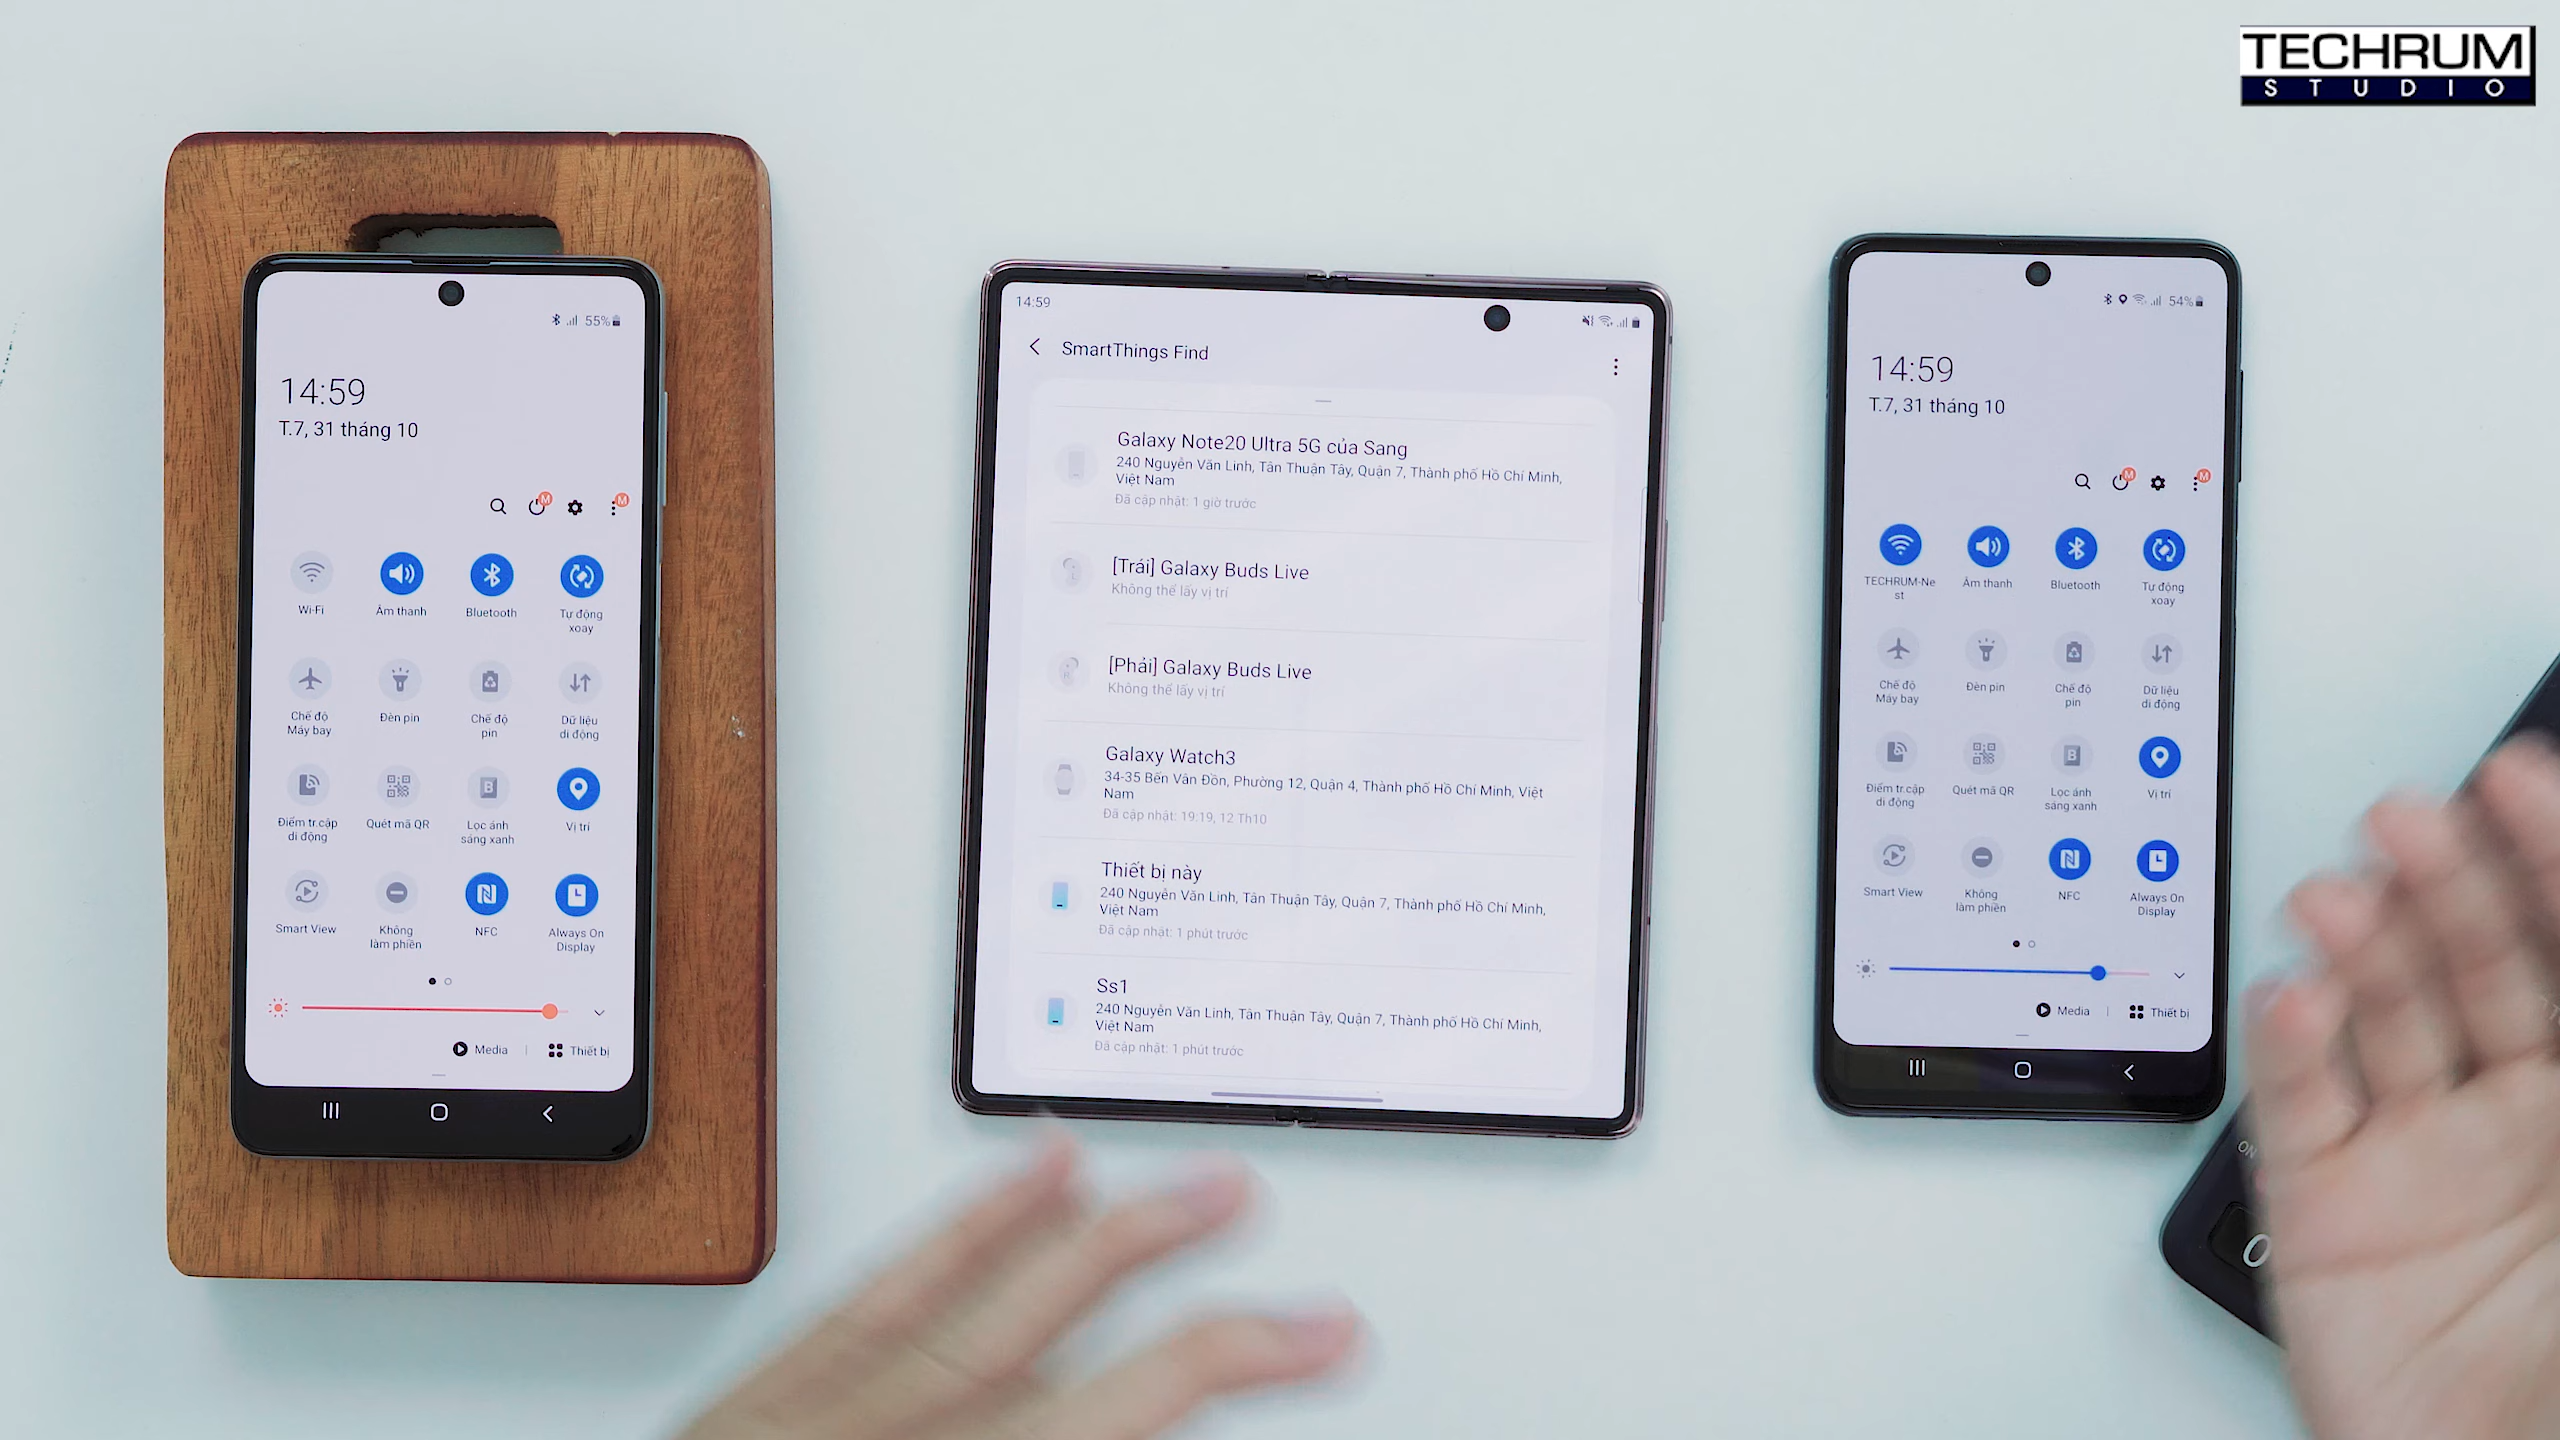 TECHRUM
STUDIO
55%
14:59
T.7, 31 tháng 10
M
M
Wi-Fi
Âm thanh
Bluetooth
Tự động
xoay
Chế độ
Máy bay
Đèn pin
Chế độ
pin
Dữ liệu
di động
Điểm tr.cập
di động
Quét mã QR
B
Lọc ánh
sáng xanh
Vị trí
Smart View
Không
làm phiền
NFC
Always On
Display
Media
Thiết bị
14:59
SmartThings Find
Galaxy Note20 Ultra 5G của Sang
240 Nguyễn Văn Linh, Tân Thuận Tây, Quận 7, Thành phố Hồ Chí Minh,
Việt Nam
Đã cập nhật: 1 giờ trước
[Trái] Galaxy Buds Live
Không thể lấy vị trí
[Phải] Galaxy Buds Live
Không thể lấy vị trí
Galaxy Watch3
34-35 Bến Vân Đồn, Phường 12, Quận 4, Thành phố Hồ Chí Minh, Việt
Nam
Đã cập nhật: 19:19, 12 Th10
Thiết bị này
240 Nguyễn Văn Linh, Tân Thuận Tây, Quận 7, Thành phố Hồ Chí Minh,
Việt Nam
Đã cập nhật: 1 phút trước
Ss1
240 Nguyễn Văn Linh, Tân Thuận Tây, Quận 7, Thành phố Hồ Chí Minh,
Việt Nam
Đã cập nhật: 1 phút trước
54%
14:59
T.7, 31 tháng 10
M
M
TECHRUM-Ne
st
Âm thanh
Bluetooth
Tự động
xoay
Chế độ
Máy bay
Đèn pin
Chế độ
pin
Dữ liệu
di động
Điểm tr.cập
di động
Quét mã QR
B
Lọc ánh
sáng xanh
Vị trí
Smart View
Không
làm phiền
NFC
Always On
Display
Media
Thiết bị
ON
0